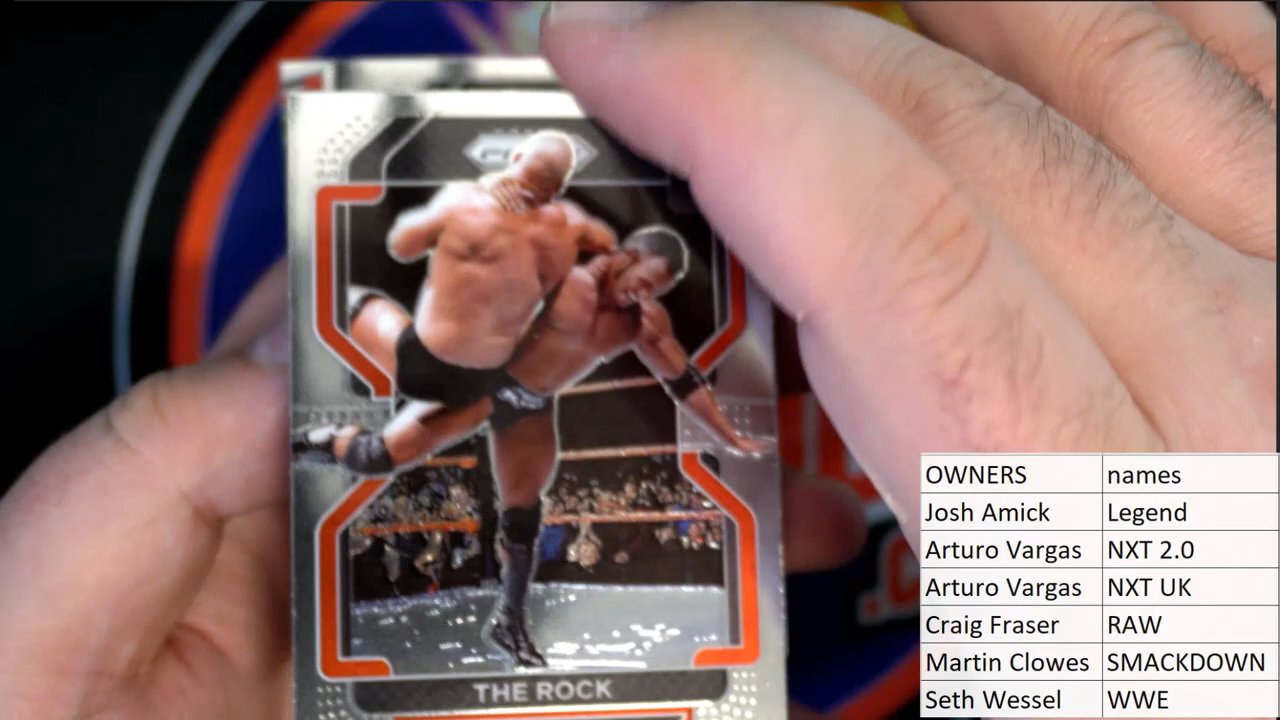 THE ROCK
OWNERS names
Josh Amick Legend
Arturo Vargas NXT 2.0
Arturo Vargas NXT UK
Craig Fraser RAW
Martin Clowes SMACKDOWN
Seth Wessel WWE